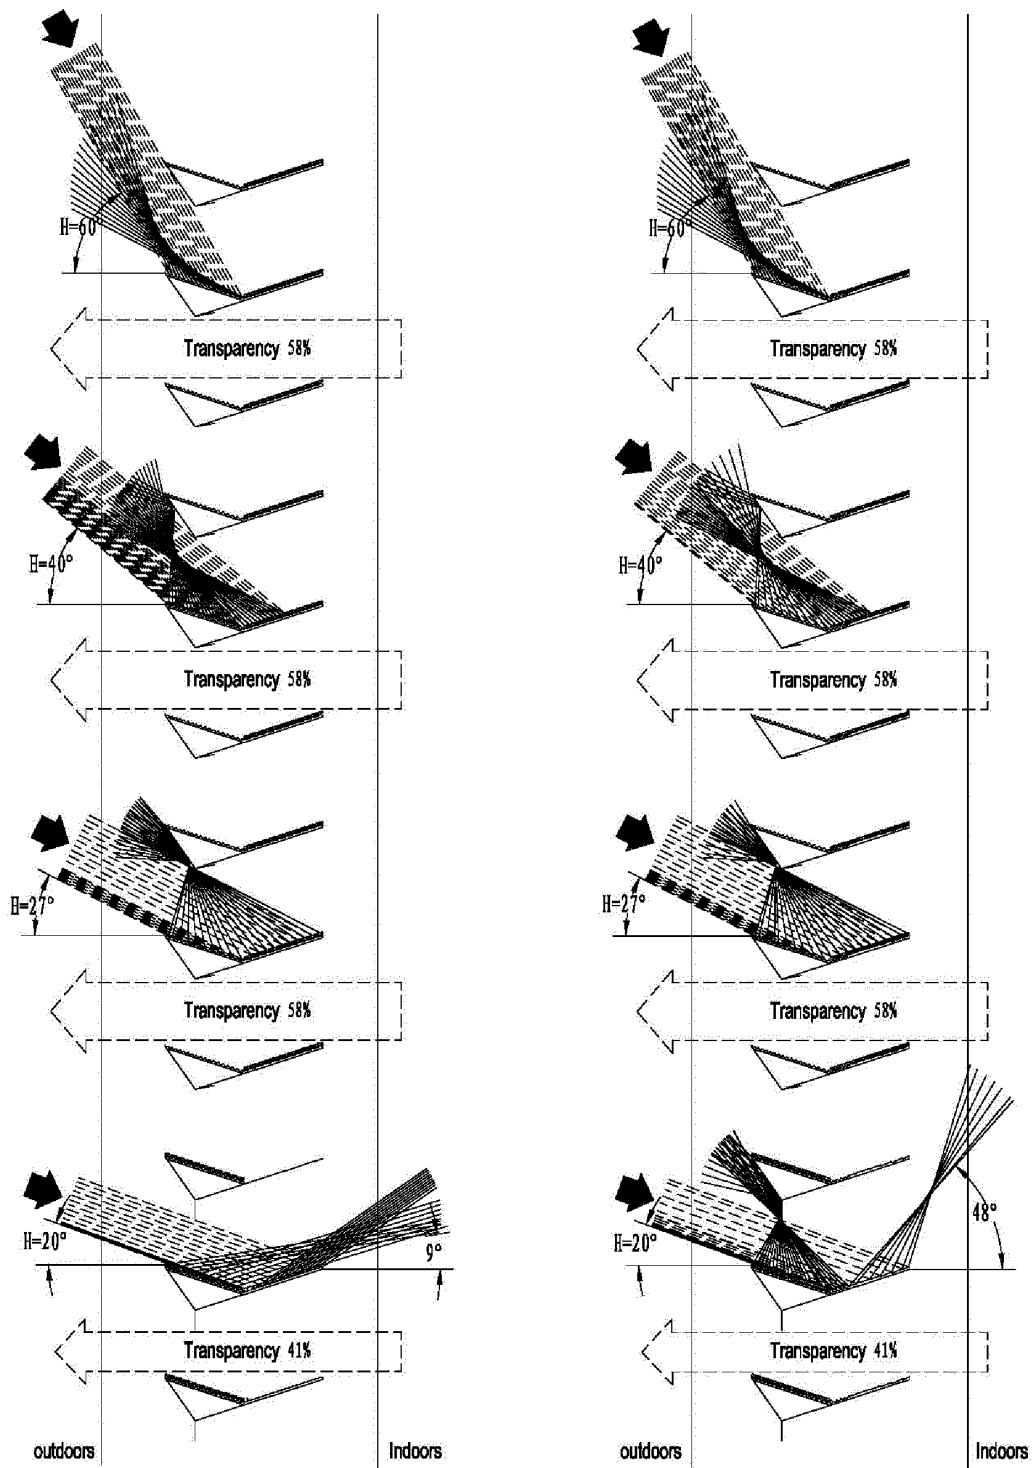 H=60° H=60°
Transparency 58% Transparency 58%
H=40° H=40°
Transparency 58% Transparency 58%
H=27° H=27°
Transparency 58% Transparency 58%
H=20° 9° H=20° 48°
Transparency 41% Transparency 41%
outdoors Indoors outdoors Indoors